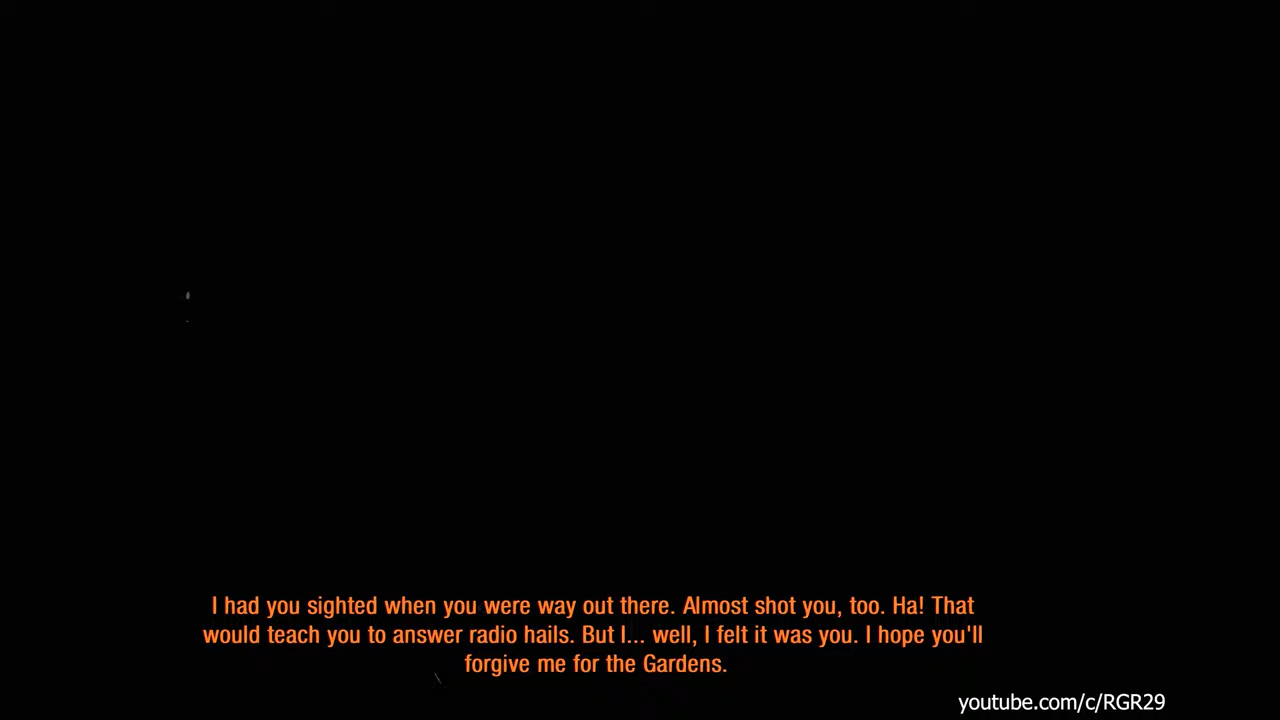 I had you sighted when you were way out there. Almost shot you, too. Ha! That
would teach you to answer radio hails. But I... well, I felt it was you. I hope you'll
forgive me for the Gardens.
youtube.com/c/RGR29